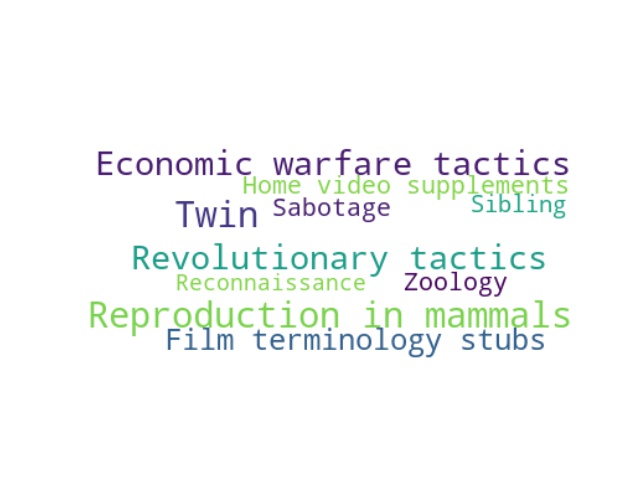 Economic warfare tactics
Home video supplements
Twin Sabotage Sibling
Revolutionary tactics
Reconnaissance Zoology
Reproduction in mammals
Film terminology stubs